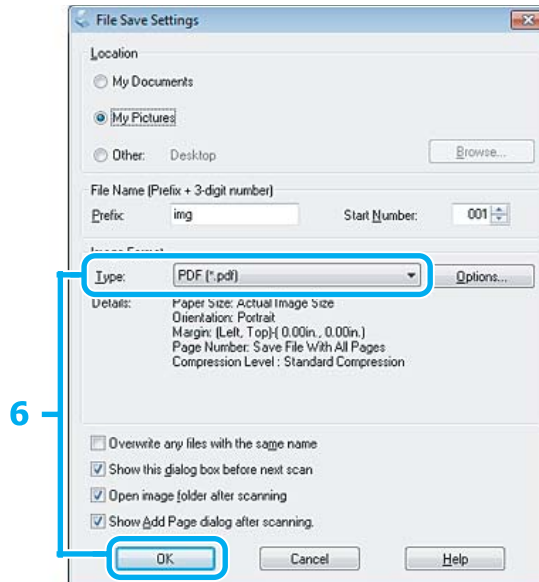 File Save Settings
Location
My Documents
My Pictures
Other: Desktop Browse...
File Name (Prefix + 3-digit number)
Prefix: img Start Number: 001
Image Format
Type: PDF (*.pdf) Options...
Details: Paper Size: Actual Image Size
Orientation: Portrait
Margin: (Left, Top)( 0.00in., 0.00in.)
Page Number: Save File With All Pages
Compression Level : Standard Compression
6
Overwrite any files with the same name
Show this dialog box before next scan
Open image folder after scanning
Show Add Page dialog after scanning.
OK Cancel Help